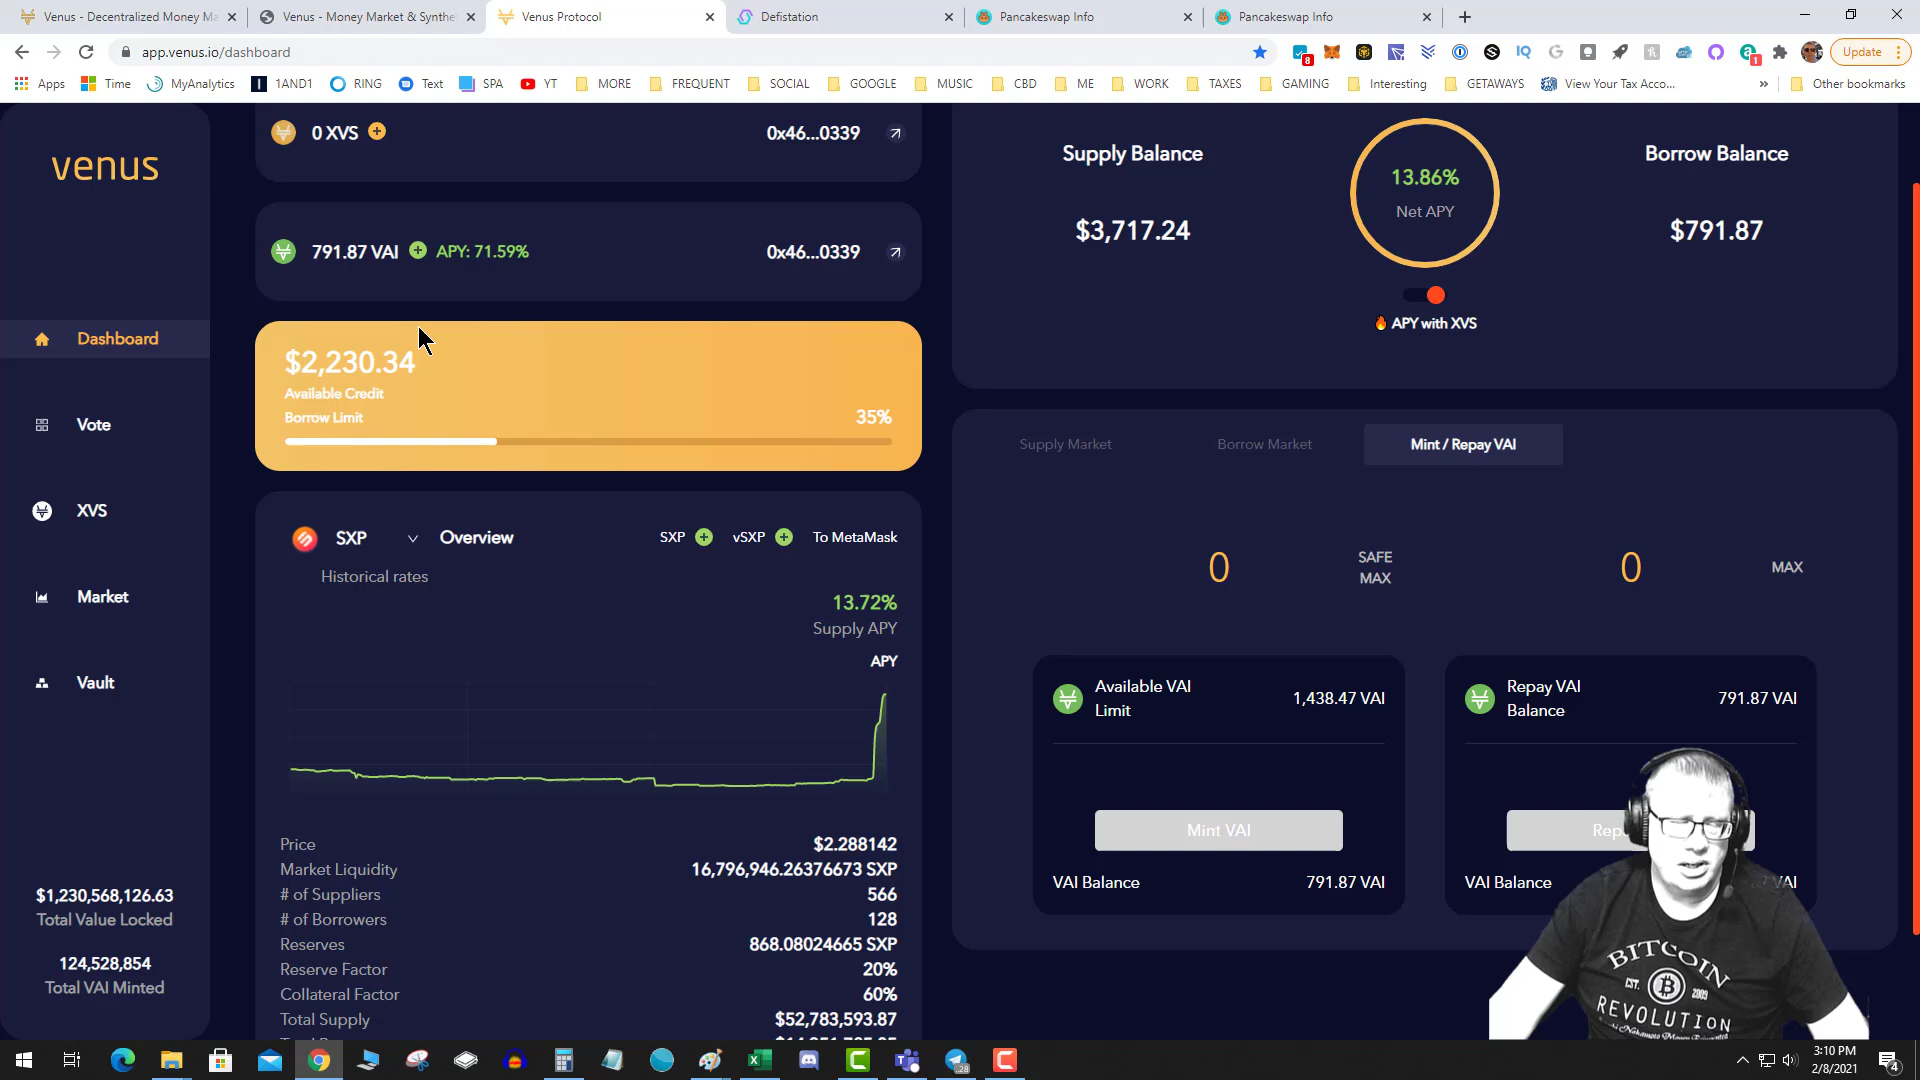 Venus - Decentralized Money Ma
Venus - Money Market & Synthe
Venus Protocol
Defistation
Pancakeswap Info
Pancakeswap Info
app.venus.io/dashboard
8
IQ
1
Update
Apps
Time
MyAnalytics
1AND1
RING
Text
SPA
YT
MORE
FREQUENT
SOCIAL
GOOGLE
MUSIC
CBD
ME
WORK
TAXES
GAMING
Interesting
GETAWAYS
View Your Tax Acco...
Other bookmarks
venus
Dashboard
Vote
XVS
Market
Vault
$1,230,568,126.63
Total Value Locked
124,528,854
Total VAI Minted
0 XVS
0x46...0339
791.87 VAI
APY: 71.59%
0x46...0339
$2,230.34
Available Credit
Borrow Limit
35%
SXP
Overview
SXP
vSXP
To MetaMask
Historical rates
13.72%
Supply APY
APY
Price
$2.288142
Market Liquidity
16,796,946.26376673 SXP
# of Suppliers
566
# of Borrowers
128
Reserves
868.08024665 SXP
Reserve Factor
20%
Collateral Factor
60%
Total Supply
$52,783,593.87
Supply Balance
$3,717.24
13.86%
Net APY
APY with XVS
Borrow Balance
$791.87
Supply Market
Borrow Market
Mint / Repay VAI
0
SAFE
MAX
0
MAX
Available VAI
Limit
1,438.47 VAI
Mint VAI
VAI Balance
791.87 VAI
Repay VAI
Balance
791.87 VAI
VAI Balance
VAI
BITCOIN
EST.
2009
REVOLUTION
3:10 PM
2/8/2021
28
4